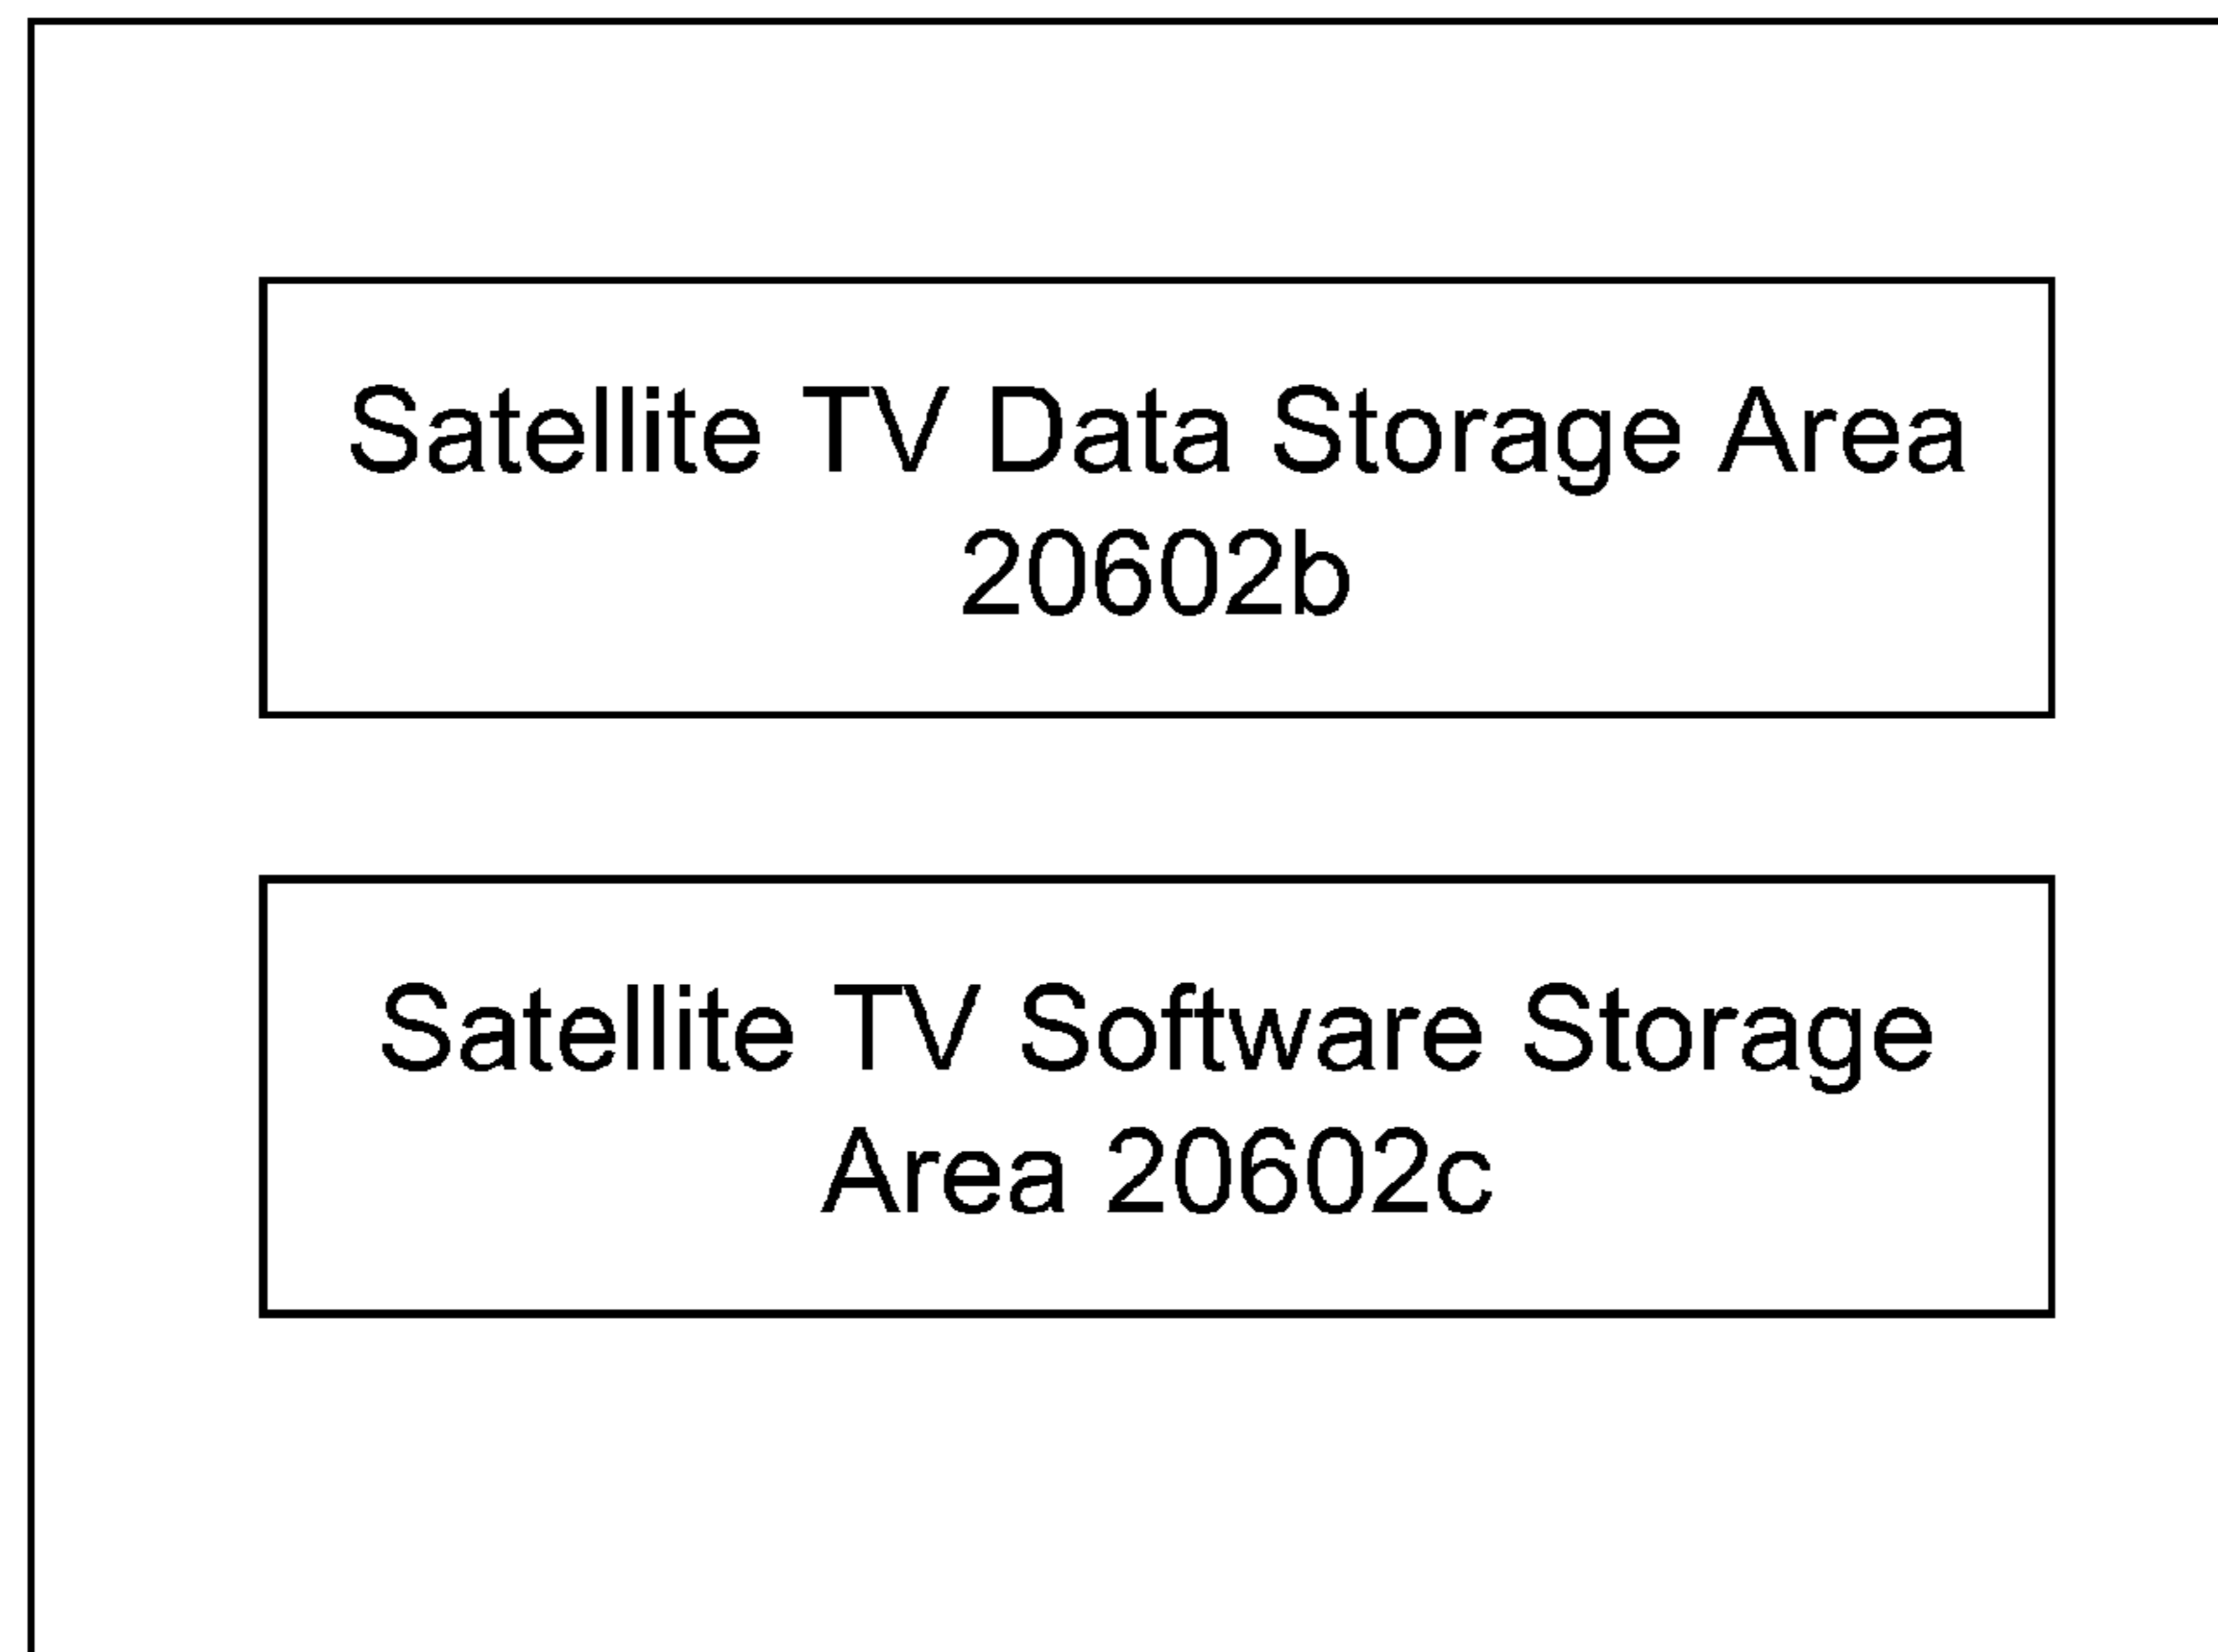 Satellite TV Data Storage Area
20602b
Satellite TV Software Storage
Area 20602c